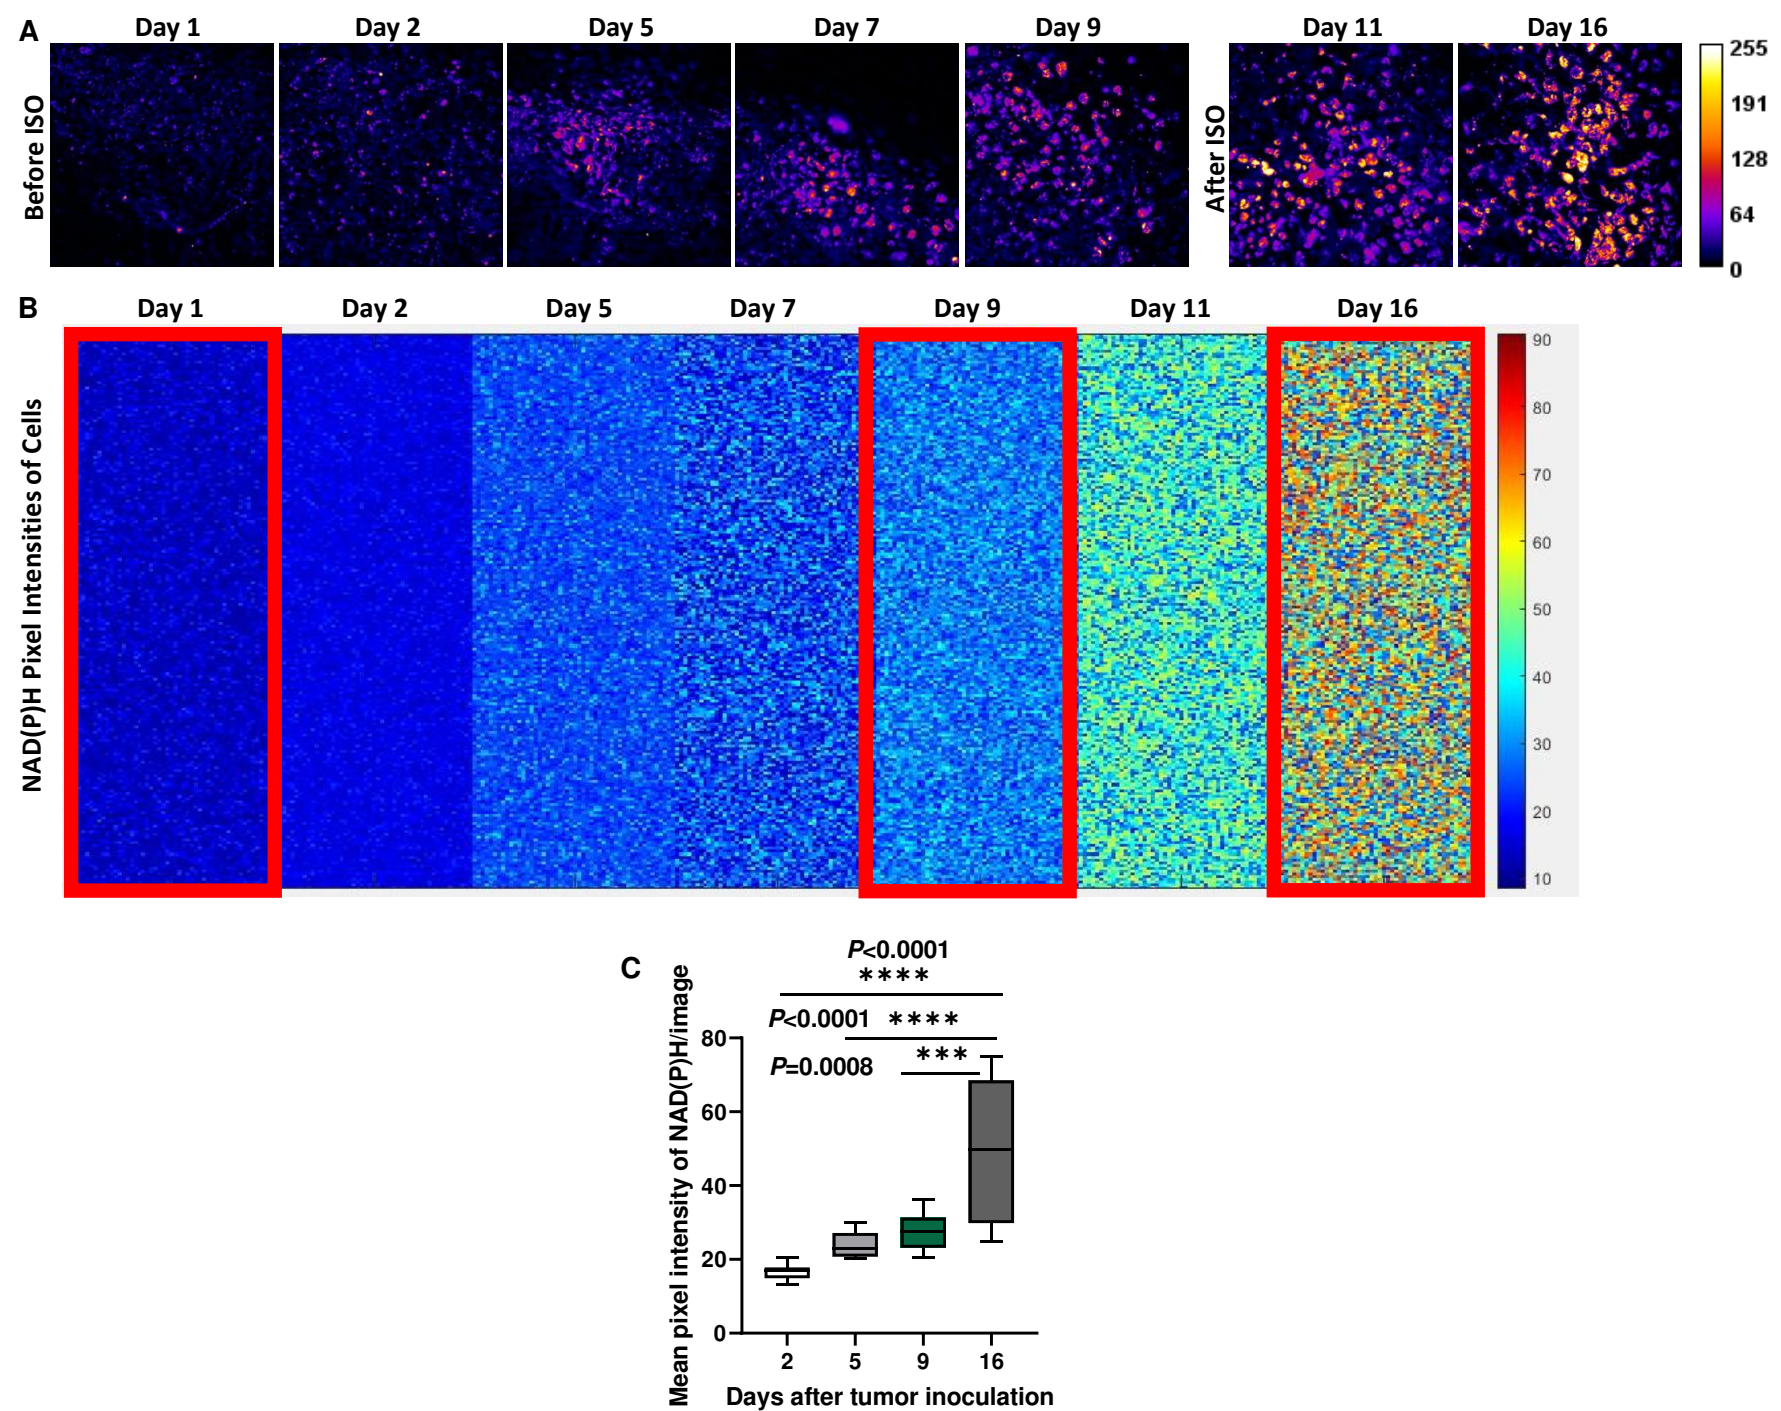 A
Day 1 Day 2 Day 5 Day 7 Day 9 Day 11 Day 16
Before ISO
After ISO
255
191
128
64
0
B
Day 1 Day 2 Day 5 Day 7 Day 9 Day 11 Day 16
NAD(P)H Pixel Intensities of Cells
90
80
70
60
50
40
30
20
10
C
P<0.0001
****
P<0.0001 ****
***
P=0.0008
Mean pixel intensity of NAD(P)H/image
80
60
40
20
0
2 5 9 16
Days after tumor inoculation